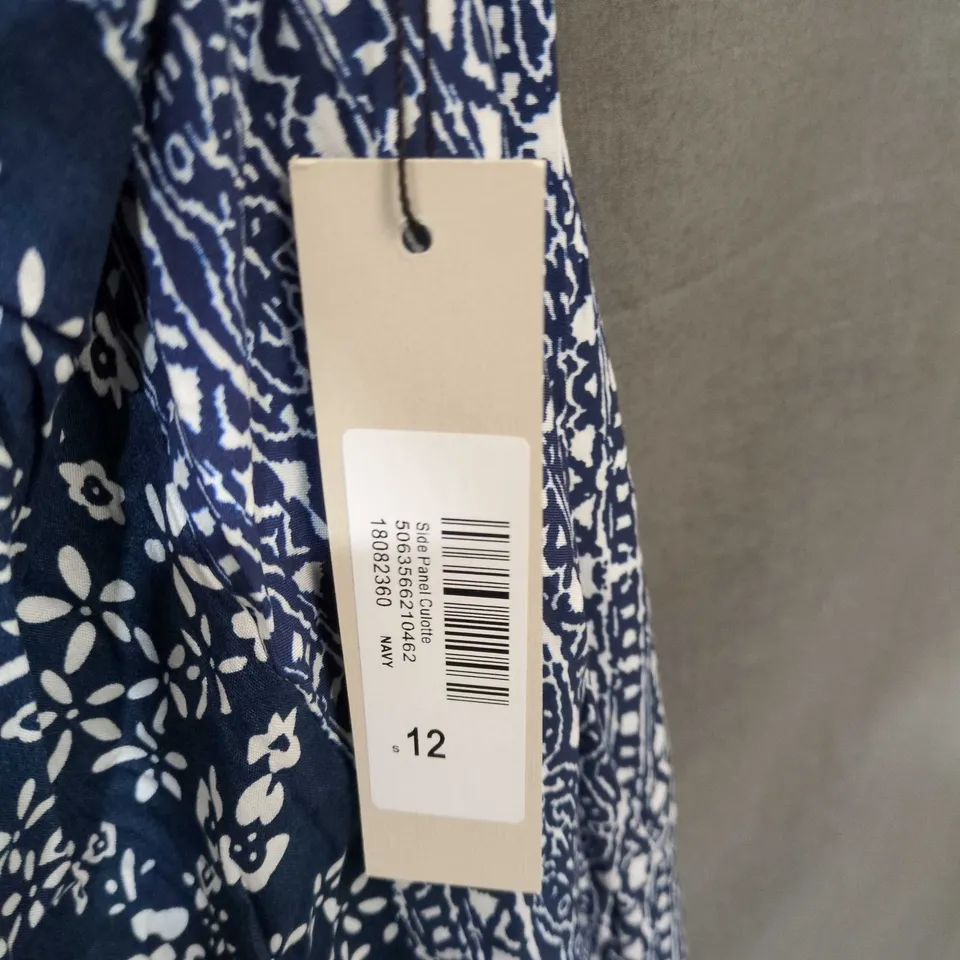 Side Panel Culotte
5063566210462
18082360 NAVY
s 12